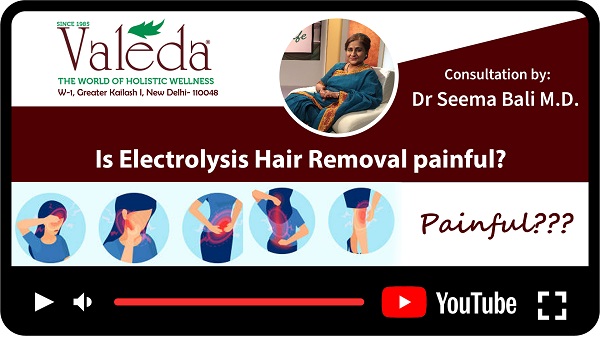 SINCE 1985
Valeda®
THE WORLD OF HOLISTIC WELLNESS
W-1, Greater Kailash I, New Delhi- 110048
Consultation by:
Dr Seema Bali M.D.
Is Electrolysis Hair Removal painful?
Painful???
YouTube